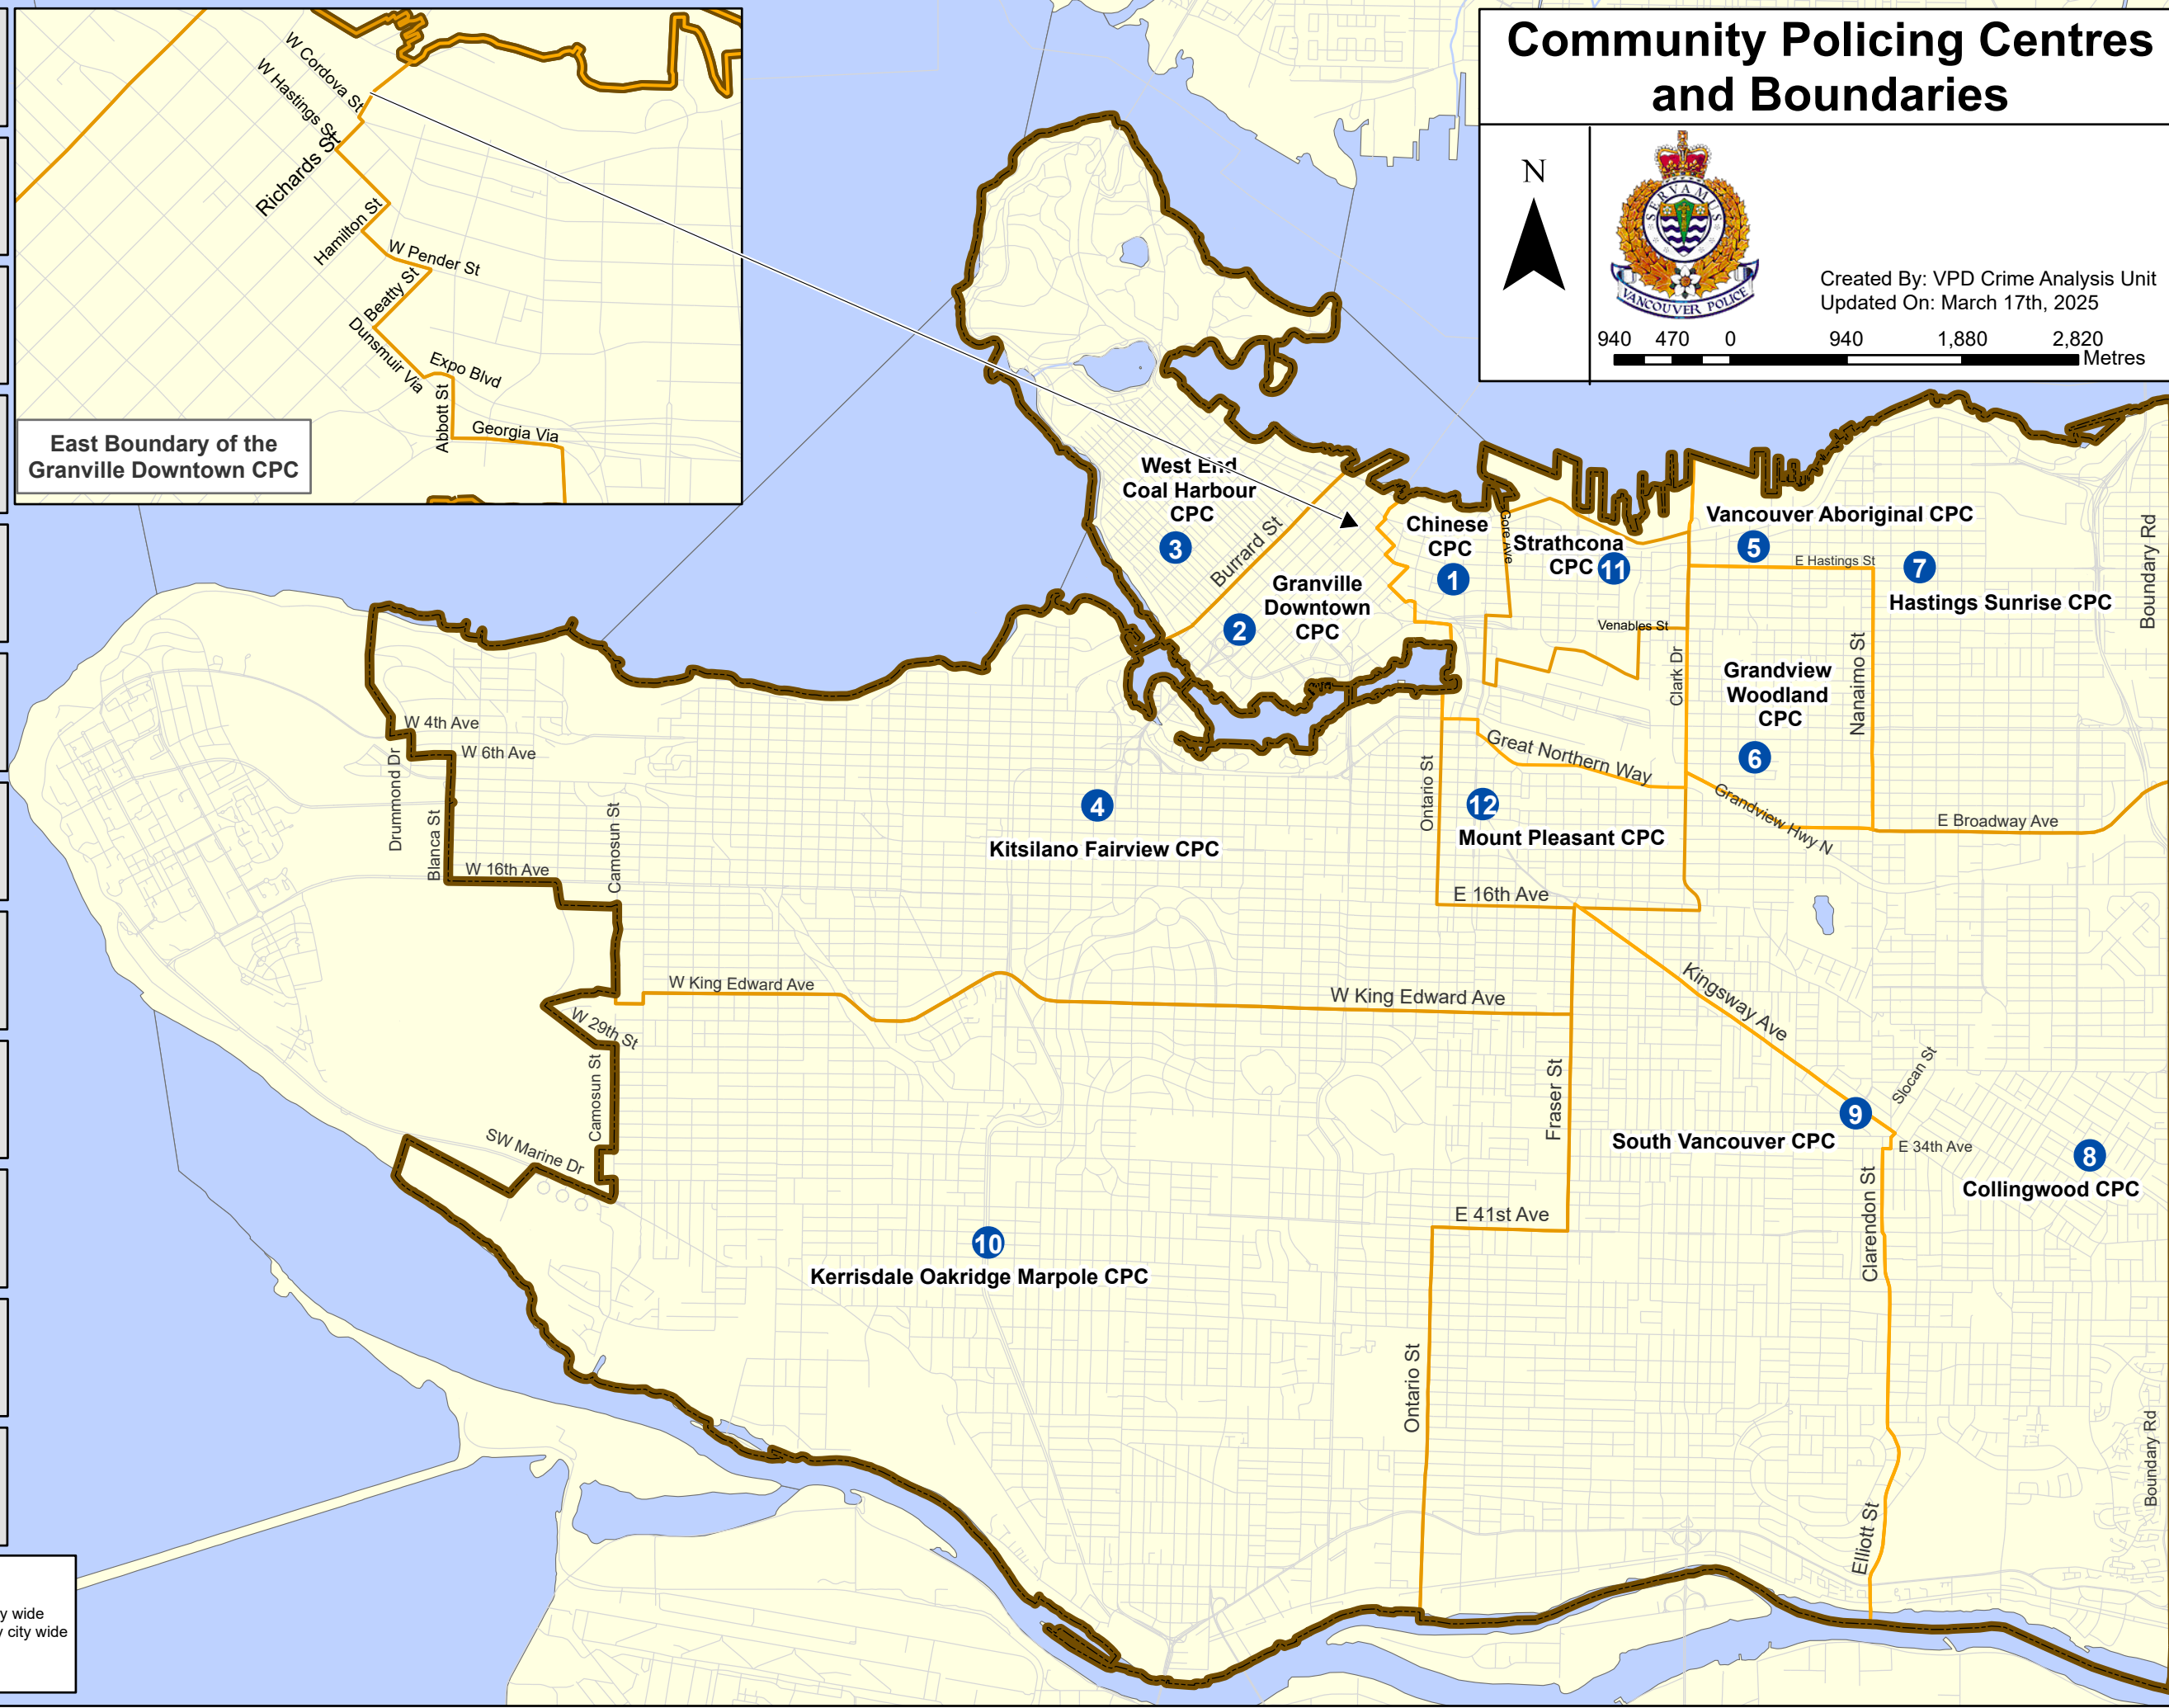 Community Policing Centres
and Boundaries
N
SERVAMUS
VANCOUVER POLICE
Created By: VPD Crime Analysis Unit
Updated On: March 17th, 2025
940 470 0 940 1,880 2,820
Metres
W Cordova St
W Hastings St
Richards St
Hamilton St
W Pender St
Beatty St
Dunsmuir Via
Expo Blvd
Abbott St
Georgia Via
East Boundary of the
Granville Downtown CPC
West End
Coal Harbour
CPC
3
Burrard St
Granville
Downtown
CPC
2
Chinese
CPC
1
Gore Ave
Strathcona
CPC
11
Vancouver Aboriginal CPC
5
E Hastings St
7
Hastings Sunrise CPC
Boundary Rd
Venables St
Clark Dr
Grandview
Woodland
CPC
6
Nanaimo St
W 4th Ave
W 6th Ave
Drummond Dr
Blanca St
Camosun St
W 16th Ave
4
Kitsilano Fairview CPC
Ontario St
Great Northern Way
12
Mount Pleasant CPC
Grandview Hwy N
E Broadway Ave
E 16th Ave
W King Edward Ave
W King Edward Ave
Kingsway Ave
W 29th St
Camosun St
SW Marine Dr
Fraser St
Slocan St
9
South Vancouver CPC
E 34th Ave
8
Collingwood CPC
Clarendon St
E 41st Ave
10
Kerrisdale Oakridge Marpole CPC
Ontario St
Elliott St
Boundary Rd
y wide
city wide